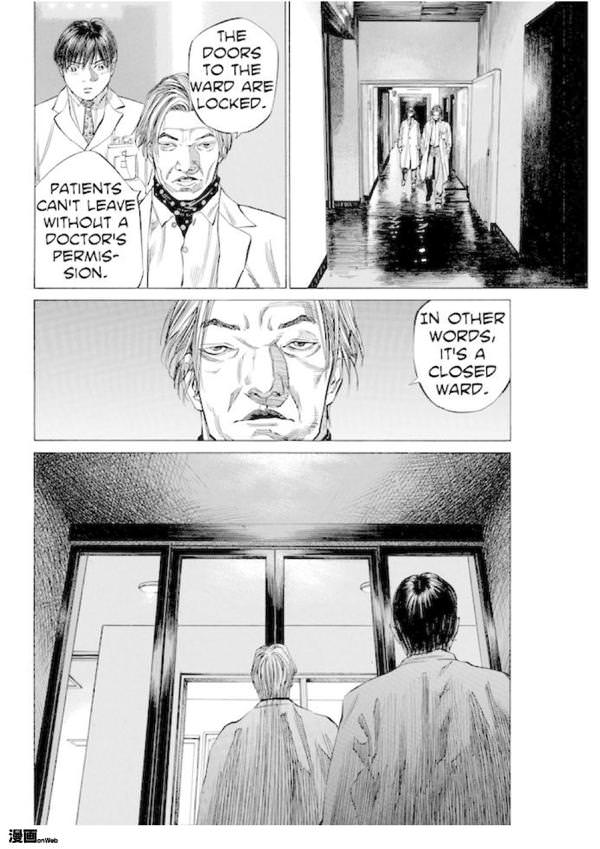 THE
DOORS
TO THE
WARD ARE
LOCKED.
PATIENTS
CAN'T LEAVE
WITHOUT A
DOCTOR'S
PERMIS-
SION.
IN OTHER
WORDS,
IT'S A
CLOSED
WARD.
漫画onWeb